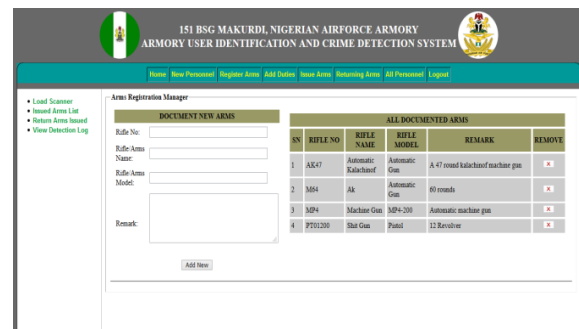 151 BSG MAKURDI, NIGERIAN AIRFORCE ARMORY
ARMORY USER IDENTIFICATION AND CRIME DETECTION SYSTEM
Home New Personnel Register Arms Add Duties Issue Arms Returning Arms All Personnel Logout
Load Scanner
Issued Arms List
Return Arms Issued
View Detection Log
Arms Registration Manager
DOCUMENT NEW ARMS
Rifle No:
Rifle/Arms
Name:
Rifle/Arms
Model:
Remark:
Add New
ALL DOCUMENTED ARMS
SN RIFLE NO RIFLE NAME RIFLE MODEL REMARK REMOVE
1 AK47 Automatic Kalachinof Automatic Gun A 47 round kalachinof machine gun x
2 M64 Ak Automatic Gun 60 rounds x
3 MP4 Machine Gun MP4-200 Automatic machine gun x
4 PT01200 Shit Gun Pistol 12 Revolver x